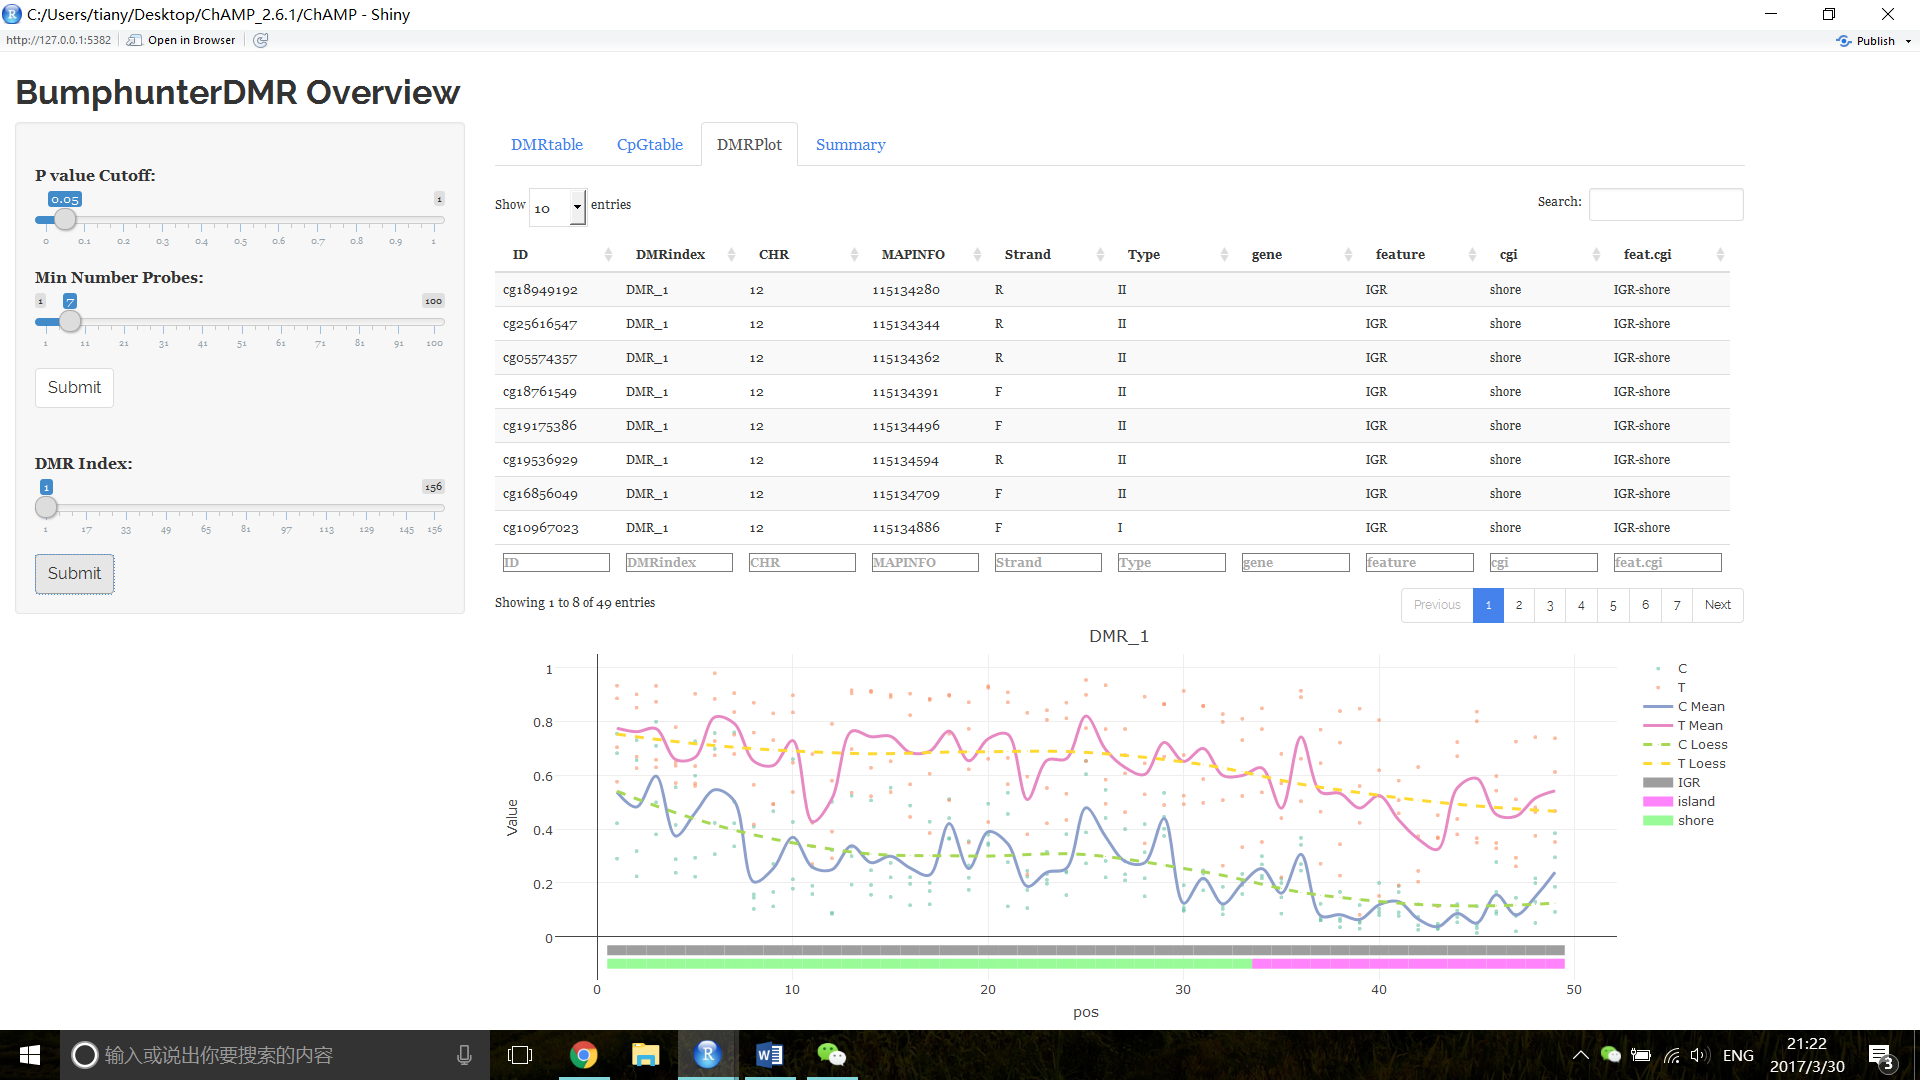 C:/Users/tiany/Desktop/ChAMP_2.6.1/ChAMP - Shiny
http://127.0.0.1:5382 Open in Browser Publish
BumphunterDMR Overview
P value Cutoff:
0.05 1
0 0.1 0.2 0.3 0.4 0.5 0.6 0.7 0.8 0.9 1
Min Number Probes:
1 7 100
1 11 21 31 41 51 61 71 81 91 100
Submit
DMR Index:
1 156
1 17 33 49 65 81 97 113 129 145 156
Submit
DMRtable CpGtable DMRPlot Summary
Show 10 entries Search:
ID DMRindex CHR MAPINFO Strand Type gene feature cgi feat.cgi
cg18949192 DMR_1 12 115134280 R II IGR shore IGR-shore
cg25616547 DMR_1 12 115134344 R II IGR shore IGR-shore
cg05574357 DMR_1 12 115134362 R II IGR shore IGR-shore
cg18761549 DMR_1 12 115134391 F II IGR shore IGR-shore
cg19175386 DMR_1 12 115134496 F II IGR shore IGR-shore
cg19536929 DMR_1 12 115134594 R II IGR shore IGR-shore
cg16856049 DMR_1 12 115134709 F II IGR shore IGR-shore
cg10967023 DMR_1 12 115134886 F I IGR shore IGR-shore
ID DMRindex CHR MAPINFO Strand Type gene feature cgi feat.cgi
Showing 1 to 8 of 49 entries Previous 1 2 3 4 5 6 7 Next
DMR_1
1
0.8
0.6
0.4
0.2
0
Value
0 10 20 30 40 50
pos
C
T
C Mean
T Mean
C Loess
T Loess
IGR
island
shore
输入或说出你要搜索的内容
ENG
21:22
2017/3/30
3